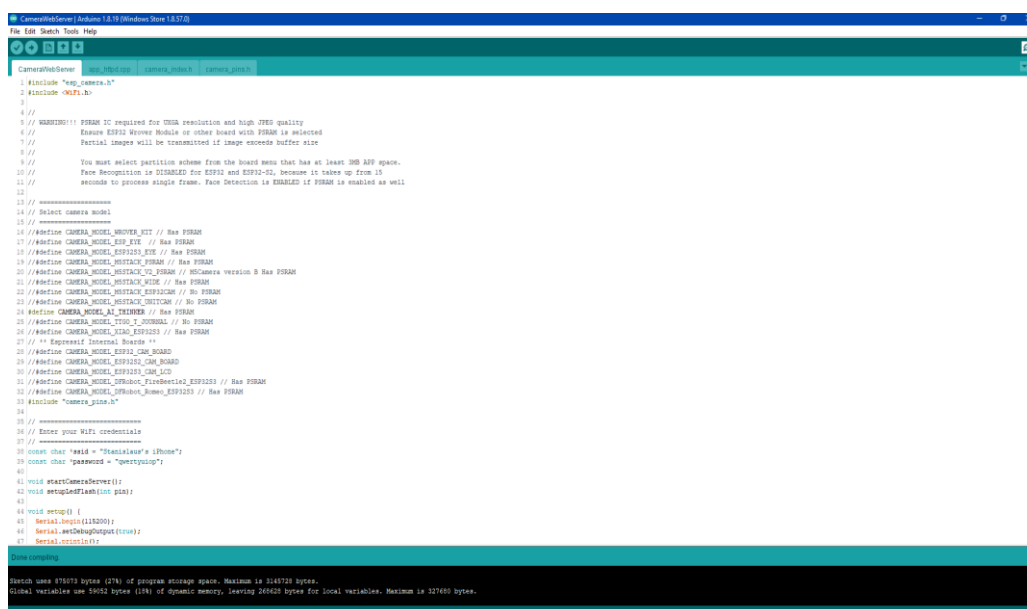 CameraWebServer | Arduino 1.8.19 (Windows Store 1.8.57.0)
File Edit Sketch Tools Help
CameraWebServer app_httpd.cpp camera_index.h camera_pins.h
1 #include "esp_camera.h"
2 #include <WiFi.h>
3
4 //
5 // WARNING!!! PSRAM IC required for UXGA resolution and high JPEG quality
6 // Ensure ESP32 Wrover Module or other board with PSRAM is selected
7 // Partial images will be transmitted if image exceeds buffer size
8 //
9 // You must select partition scheme from the board menu that has at least 3MB APP space.
10 // Face Recognition is DISABLED for ESP32 and ESP32-S2, because it takes up from 15
11 // seconds to process single frame. Face Detection is ENABLED if PSRAM is enabled as well
12
13 // ===================
14 // Select camera model
15 // ===================
16 //#define CAMERA_MODEL_WROVER_KIT // Has PSRAM
17 //#define CAMERA_MODEL_ESP_EYE // Has PSRAM
18 //#define CAMERA_MODEL_ESP32S3_EYE // Has PSRAM
19 //#define CAMERA_MODEL_M5STACK_PSRAM // Has PSRAM
20 //#define CAMERA_MODEL_M5STACK_V2_PSRAM // M5Camera version B Has PSRAM
21 //#define CAMERA_MODEL_M5STACK_WIDE // Has PSRAM
22 //#define CAMERA_MODEL_M5STACK_ESP32CAM // No PSRAM
23 //#define CAMERA_MODEL_M5STACK_UNITCAM // No PSRAM
24 #define CAMERA_MODEL_AI_THINKER // Has PSRAM
25 //#define CAMERA_MODEL_TTGO_T_JOURNAL // No PSRAM
26 //#define CAMERA_MODEL_XIAO_ESP32S3 // Has PSRAM
27 // ** Espressif Internal Boards **
28 //#define CAMERA_MODEL_ESP32_CAM_BOARD
29 //#define CAMERA_MODEL_ESP32S2_CAM_BOARD
30 //#define CAMERA_MODEL_ESP32S3_CAM_LCD
31 //#define CAMERA_MODEL_DFRobot_FireBeetle2_ESP32S3 // Has PSRAM
32 //#define CAMERA_MODEL_DFRobot_Romeo_ESP32S3 // Has PSRAM
33 #include "camera_pins.h"
34
35 // ===========================
36 // Enter your WiFi credentials
37 // ===========================
38 const char *ssid = "Stanislaus's iPhone";
39 const char *password = "qwertyuiop";
40
41 void startCameraServer();
42 void setupLedFlash(int pin);
43
44 void setup() {
45 Serial.begin(115200);
46 Serial.setDebugOutput(true);
47 Serial.println();
Done compiling.
Sketch uses 875073 bytes (27%) of program storage space. Maximum is 3145728 bytes.
Global variables use 59052 bytes (18%) of dynamic memory, leaving 268628 bytes for local variables. Maximum is 327680 bytes.